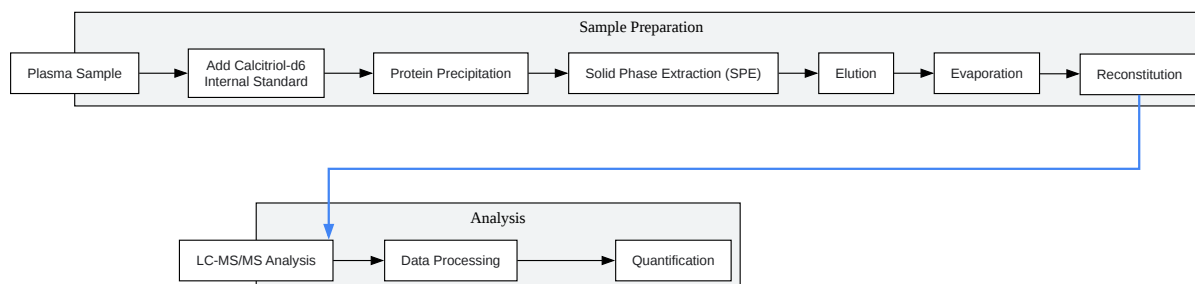 Sample Preparation
Plasma Sample
Add Calcitriol-d6
Internal Standard
Protein Precipitation
Solid Phase Extraction (SPE)
Elution
Evaporation
Reconstitution
Analysis
LC-MS/MS Analysis
Data Processing
Quantification